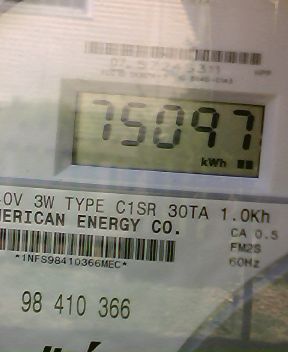 75097
kWh
0V 3W TYPE C1SR 30TA 1.0Kh
MERICAN ENERGY CO.
CA 0.5
FM2S
60Hz
*1NFS98410366MEC*
98 410 366